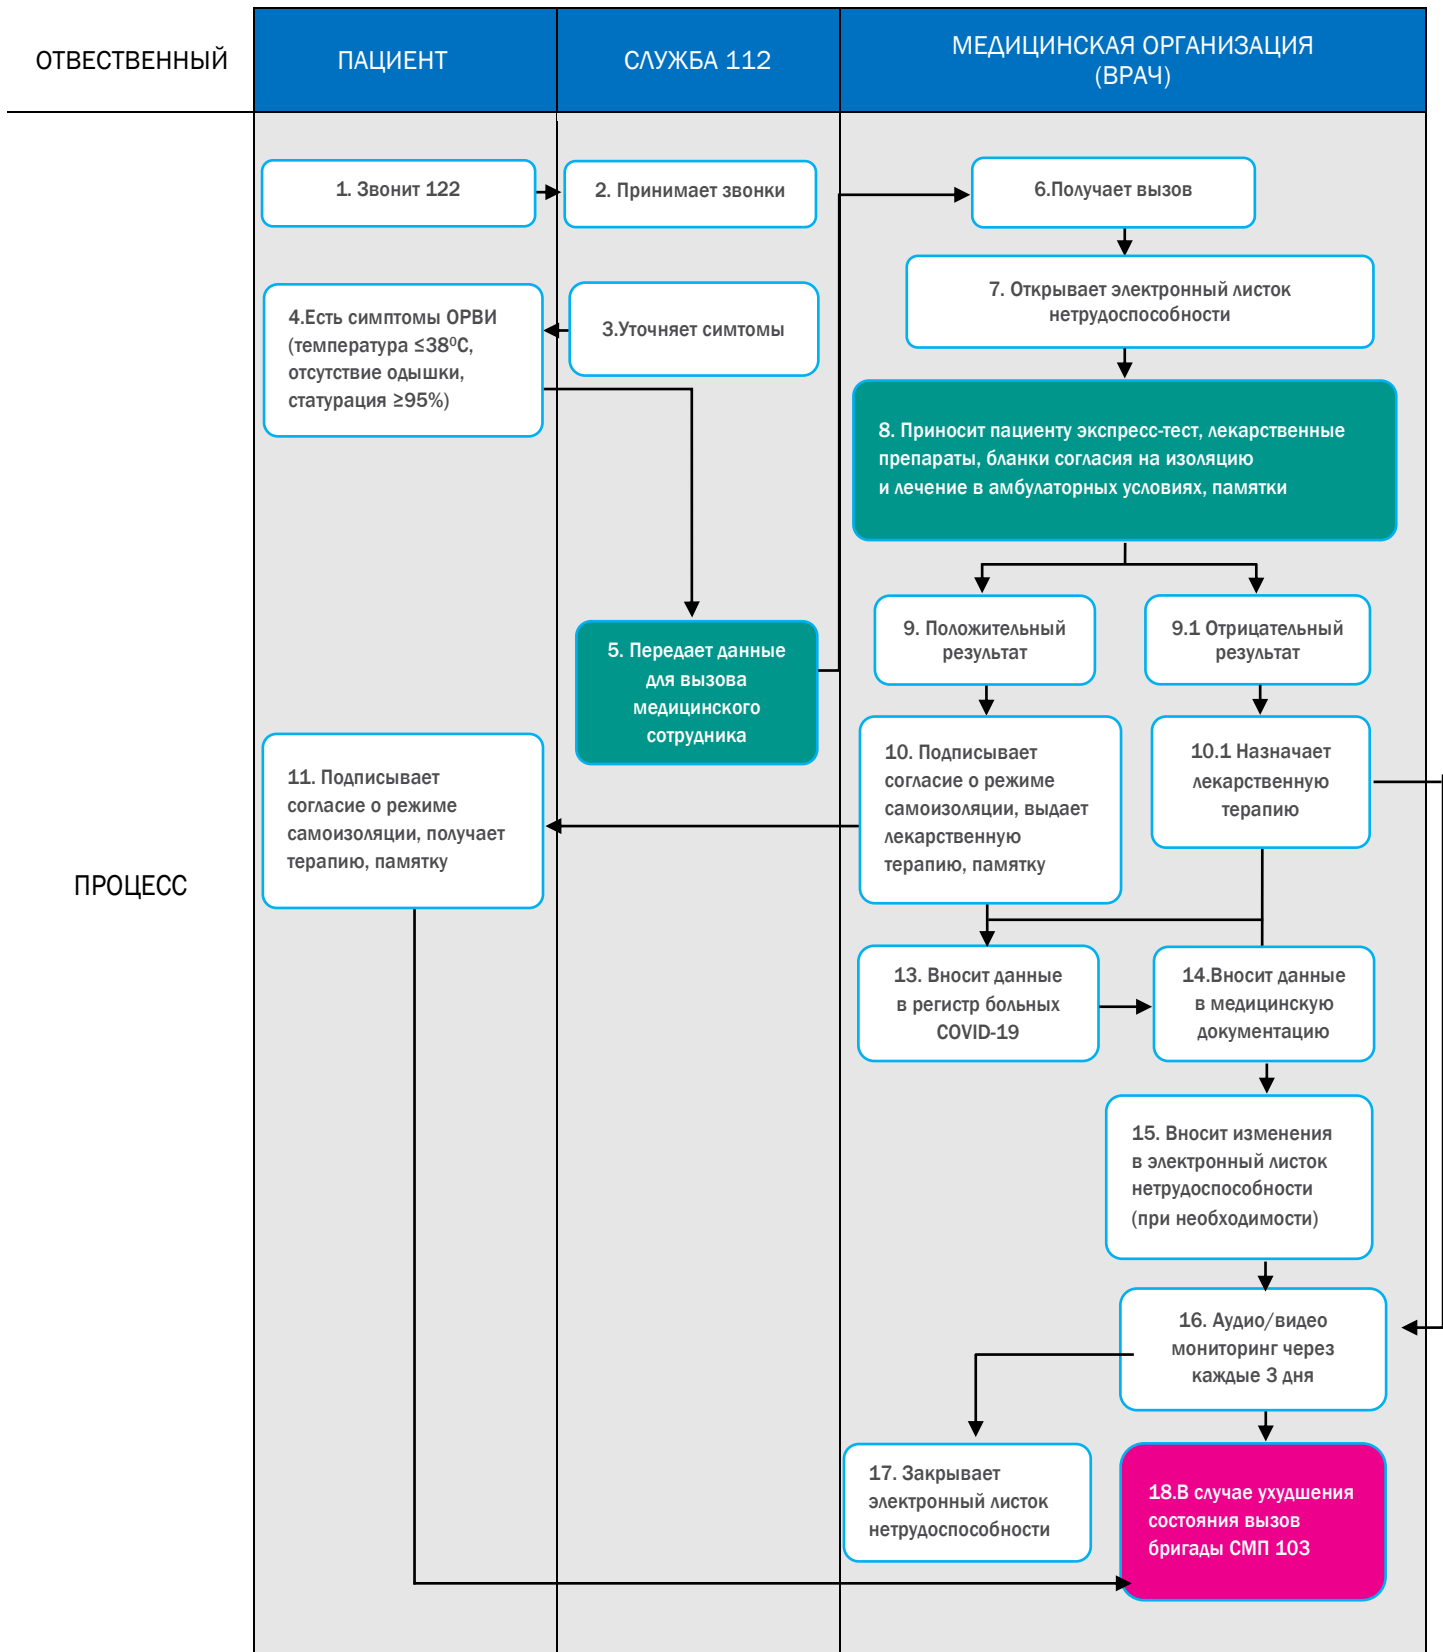 ОТВЕСТВЕННЫЙ
ПАЦИЕНТ
СЛУЖБА 112
МЕДИЦИНСКАЯ ОРГАНИЗАЦИЯ
(ВРАЧ)
ПРОЦЕСС
1. Звонит 122
2. Принимает звонки
3.Уточняет симтомы
4.Есть симптомы ОРВИ
(температура ≤38⁰С,
отсутствие одышки,
статурация ≥95%)
5. Передает данные
для вызова
медицинского
сотрудника
6.Получает вызов
7. Открывает электронный листок
нетрудоспособности
8. Приносит пациенту экспресс-тест, лекарственные
препараты, бланки согласия на изоляцию
и лечение в амбулаторных условиях, памятки
9. Положительный
результат
9.1 Отрицательный
результат
10. Подписывает
согласие о режиме
самоизоляции, выдает
лекарственную
терапию, памятку
10.1 Назначает
лекарственную
терапию
11. Подписывает
согласие о режиме
самоизоляции, получает
терапию, памятку
13. Вносит данные
в регистр больных
COVID-19
14.Вносит данные
в медицинскую
документацию
15. Вносит изменения
в электронный листок
нетрудоспособности
(при необходимости)
16. Аудио/видео
мониторинг через
каждые 3 дня
17. Закрывает
электронный листок
нетрудоспособности
18.В случае ухудшения
состояния вызов
бригады СМП 103